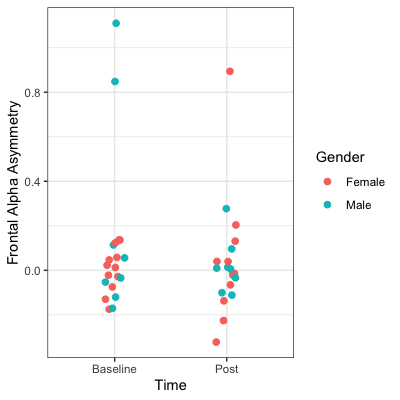 Frontal Alpha Asymmetry
0.8
0.4
0.0
Baseline
Post
Time
Gender
Female
Male